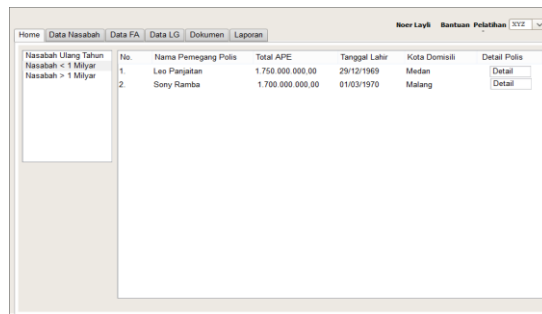 Noer Layli Bantuan Pelatihan XYZ
Home Data Nasabah Data FA Data LG Dokumen Laporan
Nasabah Ulang Tahun
Nasabah < 1 Milyar
Nasabah > 1 Milyar
No. Nama Pemegang Polis Total APE Tanggal Lahir Kota Domisili Detail Polis
1. Leo Panjaitan 1.750.000.000,00 29/12/1969 Medan Detail
2. Sony Ramba 1.700.000.000,00 01/03/1970 Malang Detail